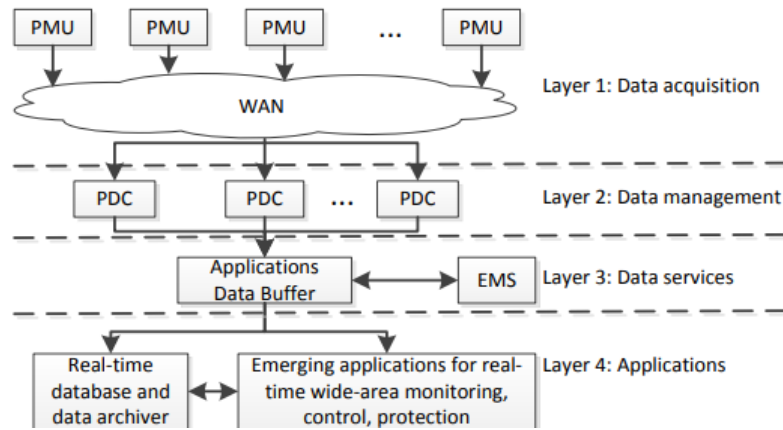 PMU
PMU
PMU
...
PMU
WAN
Layer 1: Data acquisition
PDC
PDC
...
PDC
Layer 2: Data management
Applications
Data Buffer
EMS
Layer 3: Data services
Real-time
database and
data archiver
Emerging applications for real-
time wide-area monitoring,
control, protection
Layer 4: Applications